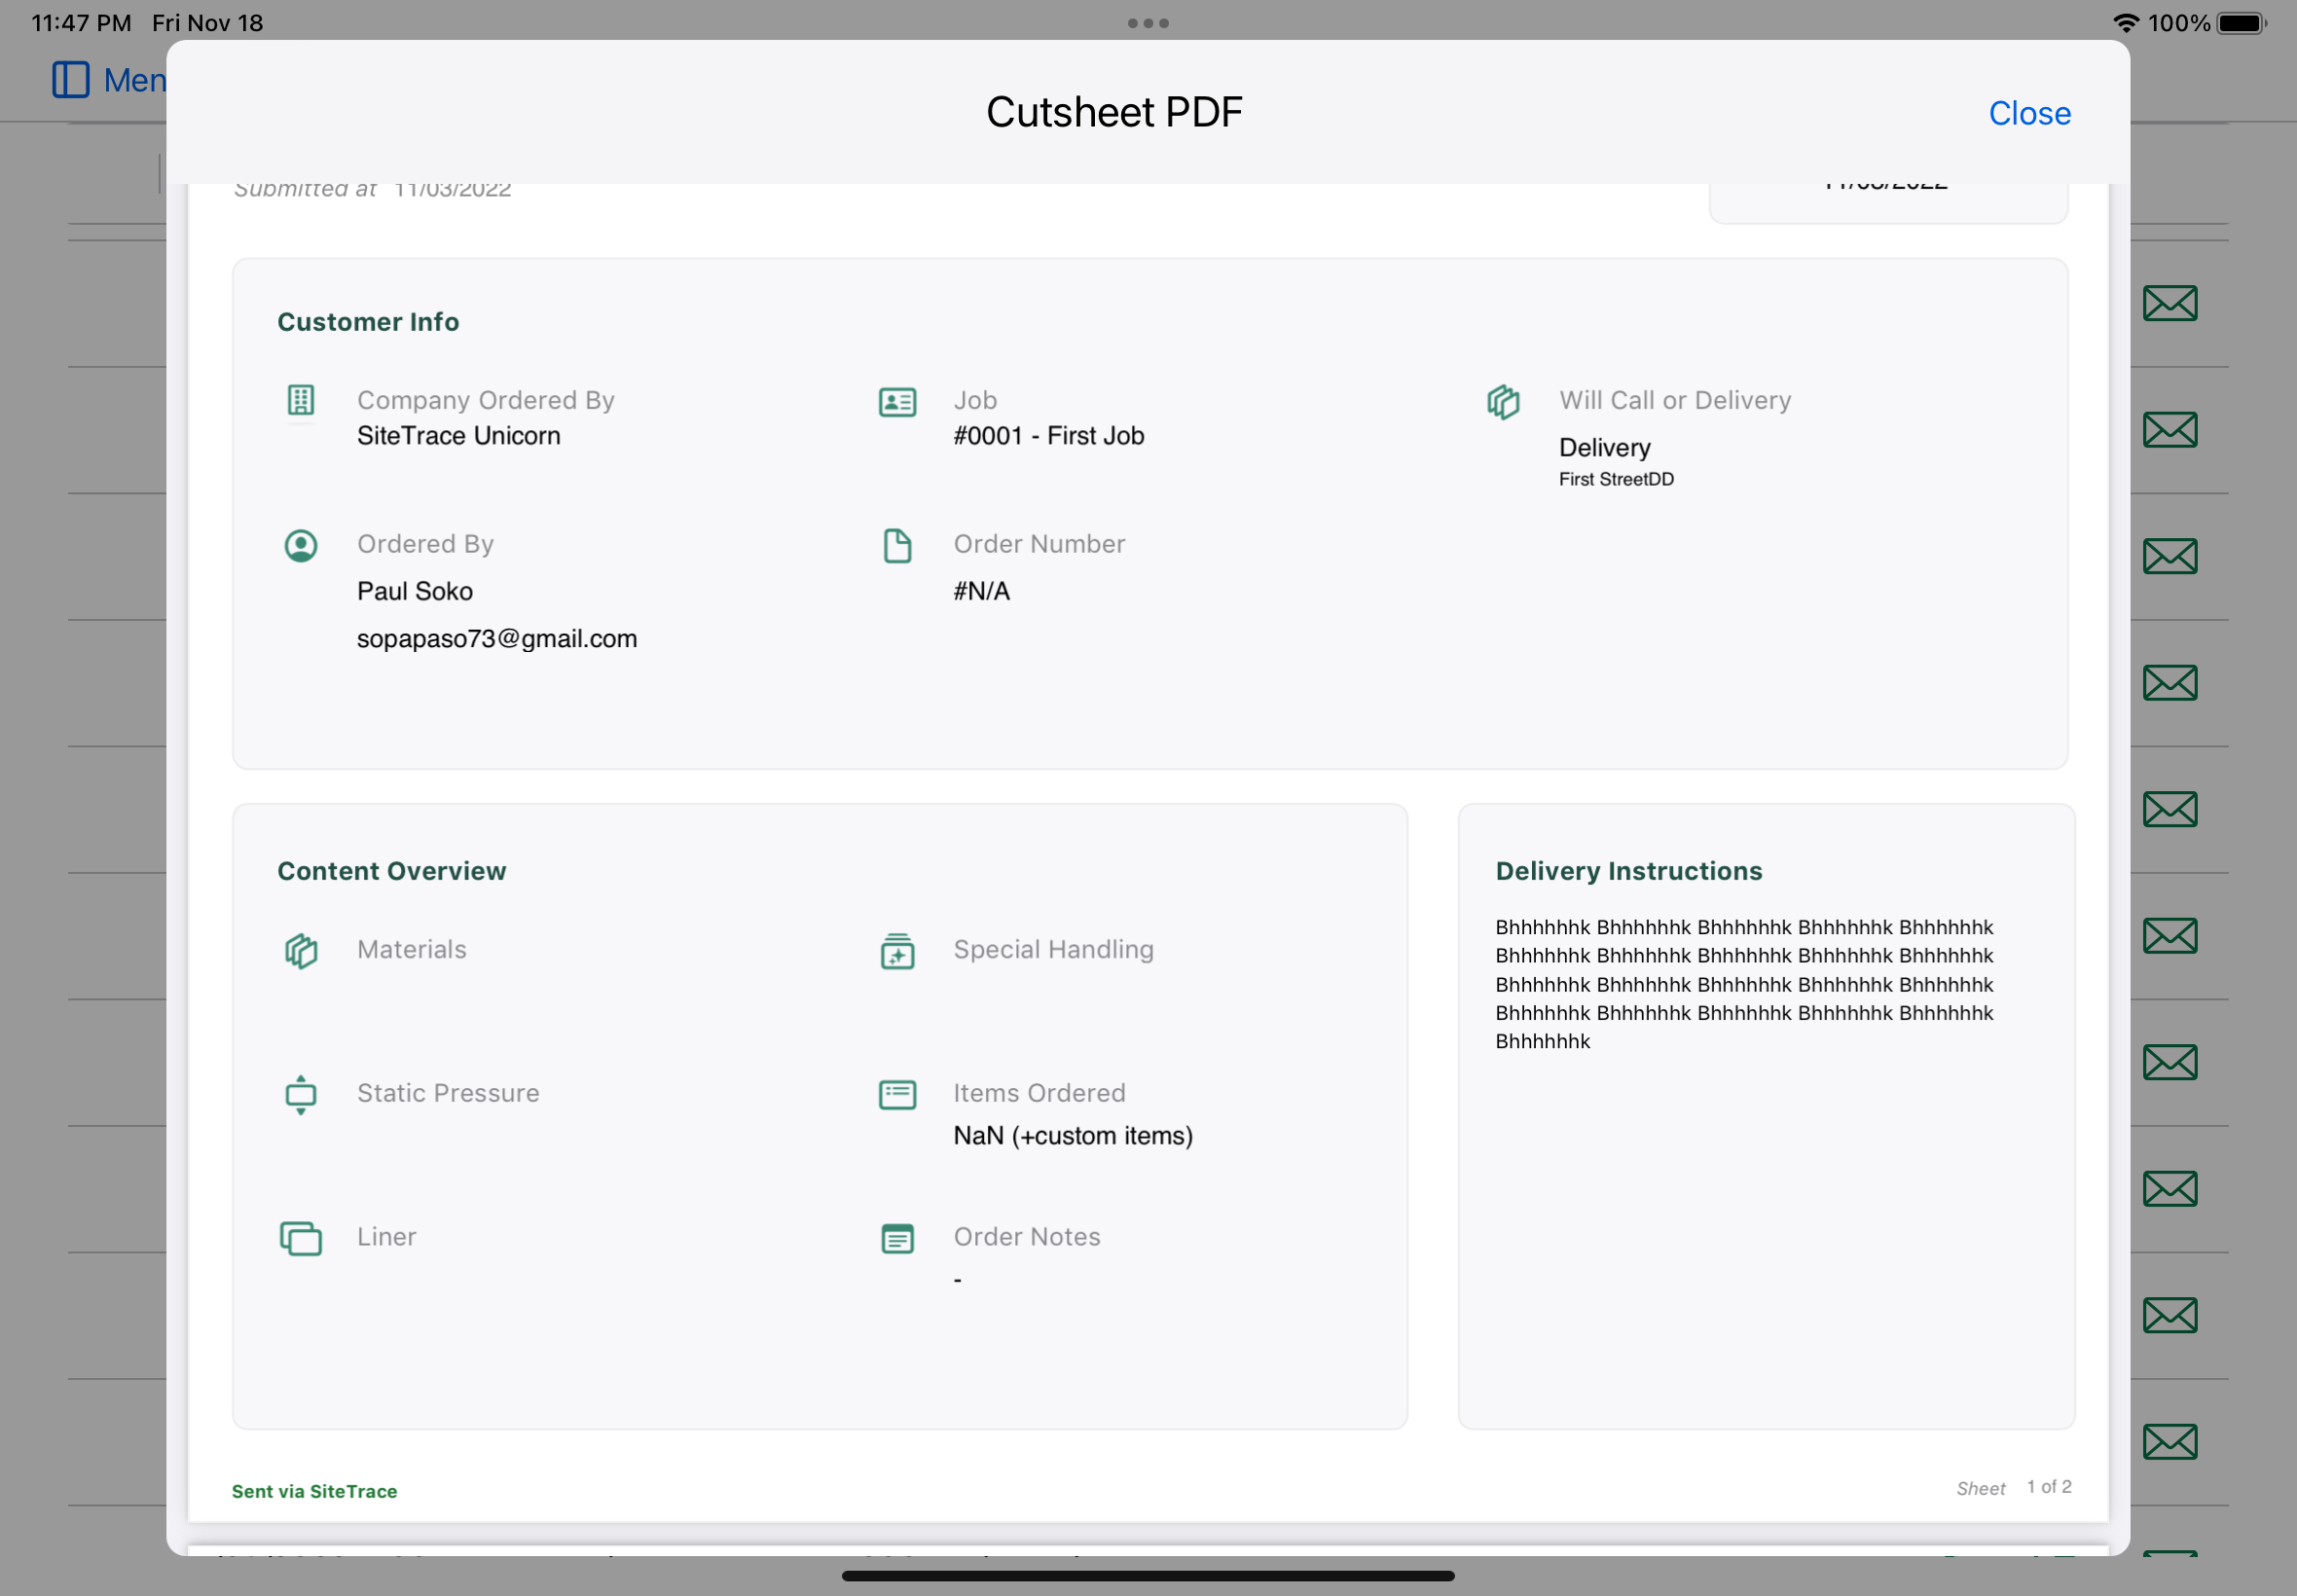 11:47 PM Fri Nov 18
100%
Men
Cutsheet PDF
Close
Submitted at 11/03/2022
11/03/2022
Customer Info
Company Ordered By
SiteTrace Unicorn
Job
#0001 - First Job
Will Call or Delivery
Delivery
First StreetDD
Ordered By
Paul Soko
sopapaso73@gmail.com
Order Number
#N/A
Content Overview
Materials
Special Handling
Static Pressure
Items Ordered
NaN (+custom items)
Liner
Order Notes
-
Delivery Instructions
Bhhhhhhk Bhhhhhhk Bhhhhhhk Bhhhhhhk Bhhhhhhk
Bhhhhhhk Bhhhhhhk Bhhhhhhk Bhhhhhhk Bhhhhhhk
Bhhhhhhk Bhhhhhhk Bhhhhhhk Bhhhhhhk Bhhhhhhk
Bhhhhhhk Bhhhhhhk Bhhhhhhk Bhhhhhhk Bhhhhhhk
Bhhhhhhk
Sent via SiteTrace
Sheet 1 of 2